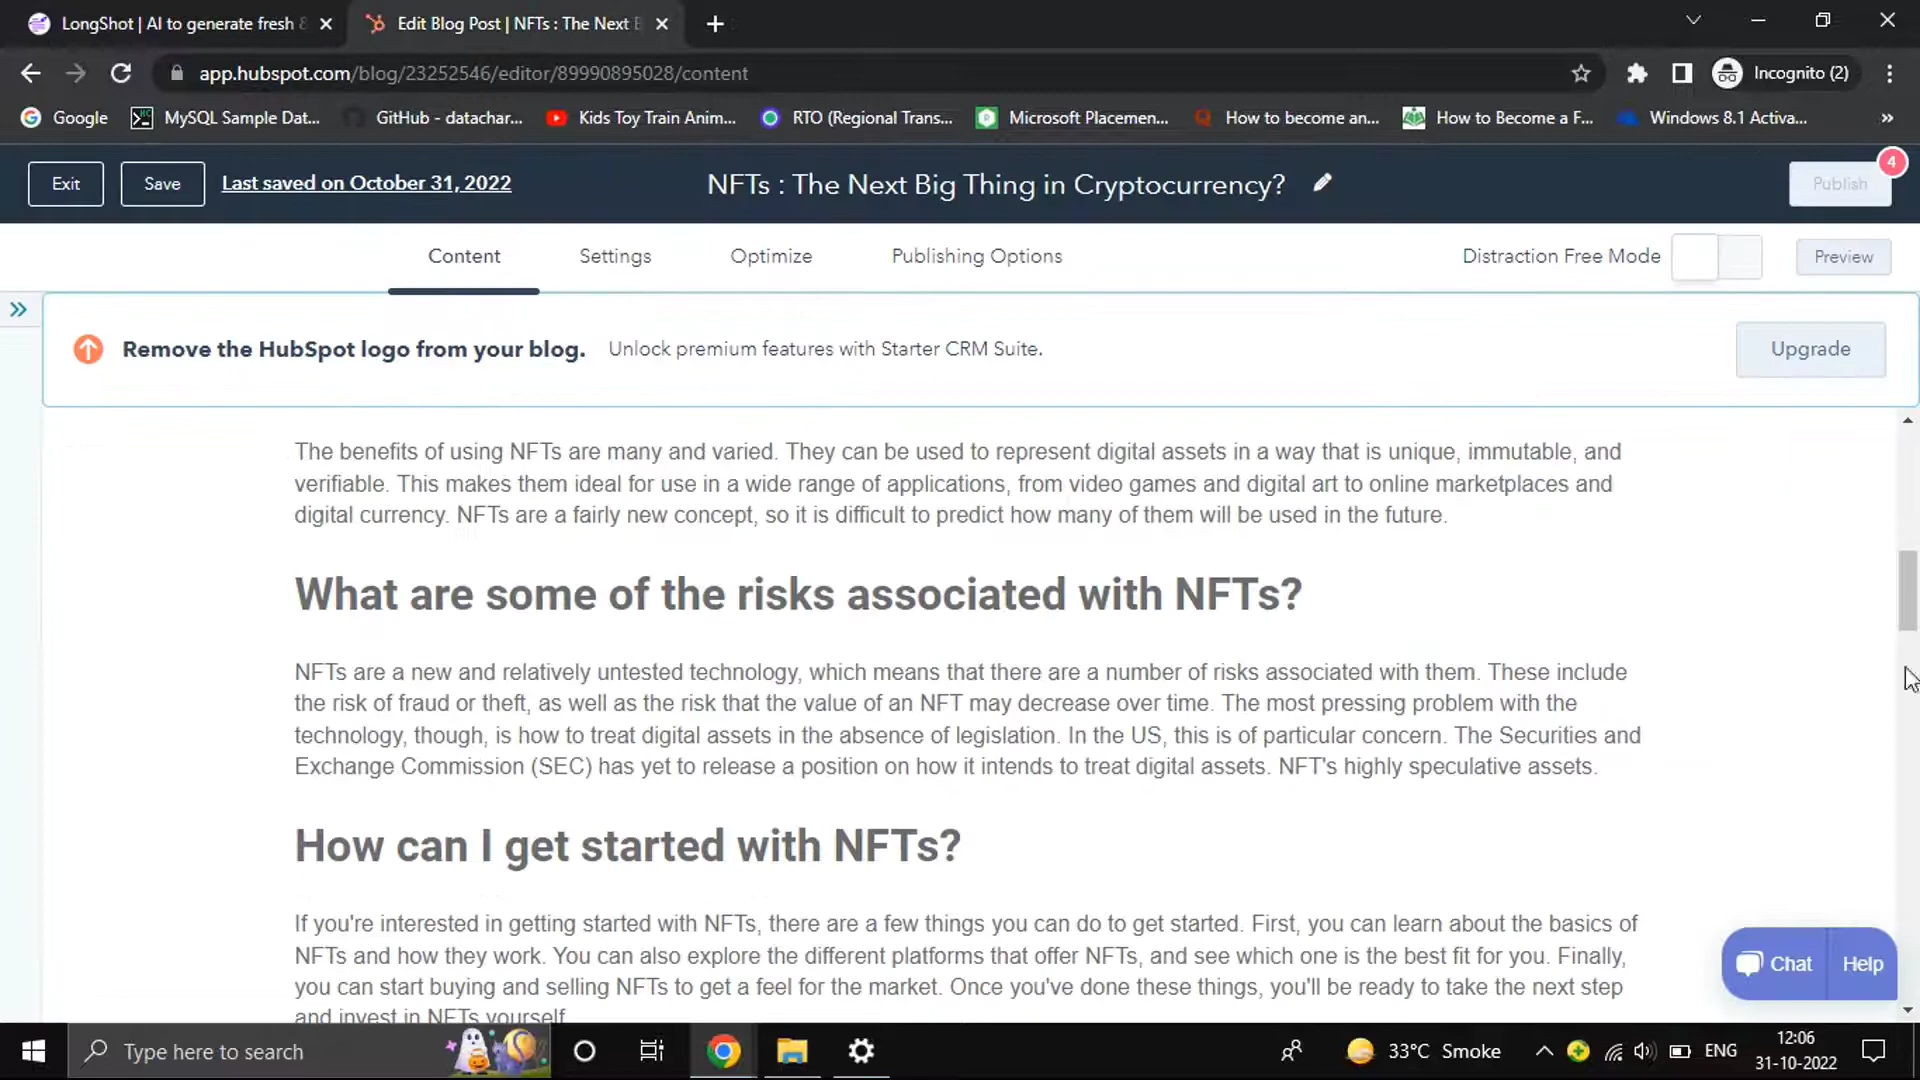 LongShot | AI to generate fresh &
Edit Blog Post | NFTs : The Next B
app.hubspot.com/blog/23252546/editor/89990895028/content
Incognito (2)
Google
MySQL Sample Dat...
GitHub - datachar...
Kids Toy Train Anim...
RTO (Regional Trans...
Microsoft Placemen...
How to become an...
How to Become a F...
Windows 8.1 Activa...
»
Exit
Save
Last saved on October 31, 2022
NFTs : The Next Big Thing in Cryptocurrency?
Publish
4
Content
Settings
Optimize
Publishing Options
Distraction Free Mode
Preview
Remove the HubSpot logo from your blog.
Unlock premium features with Starter CRM Suite.
Upgrade
The benefits of using NFTs are many and varied. They can be used to represent digital assets in a way that is unique, immutable, and
verifiable. This makes them ideal for use in a wide range of applications, from video games and digital art to online marketplaces and
digital currency. NFTs are a fairly new concept, so it is difficult to predict how many of them will be used in the future.
What are some of the risks associated with NFTs?
NFTs are a new and relatively untested technology, which means that there are a number of risks associated with them. These include
the risk of fraud or theft, as well as the risk that the value of an NFT may decrease over time. The most pressing problem with the
technology, though, is how to treat digital assets in the absence of legislation. In the US, this is of particular concern. The Securities and
Exchange Commission (SEC) has yet to release a position on how it intends to treat digital assets. NFT's highly speculative assets.
How can I get started with NFTs?
If you're interested in getting started with NFTs, there are a few things you can do to get started. First, you can learn about the basics of
NFTs and how they work. You can also explore the different platforms that offer NFTs, and see which one is the best fit for you. Finally,
you can start buying and selling NFTs to get a feel for the market. Once you've done these things, you'll be ready to take the next step
and invest in NFTs yourself
Chat
Help
Type here to search
33°C Smoke
ENG
12:06
31-10-2022